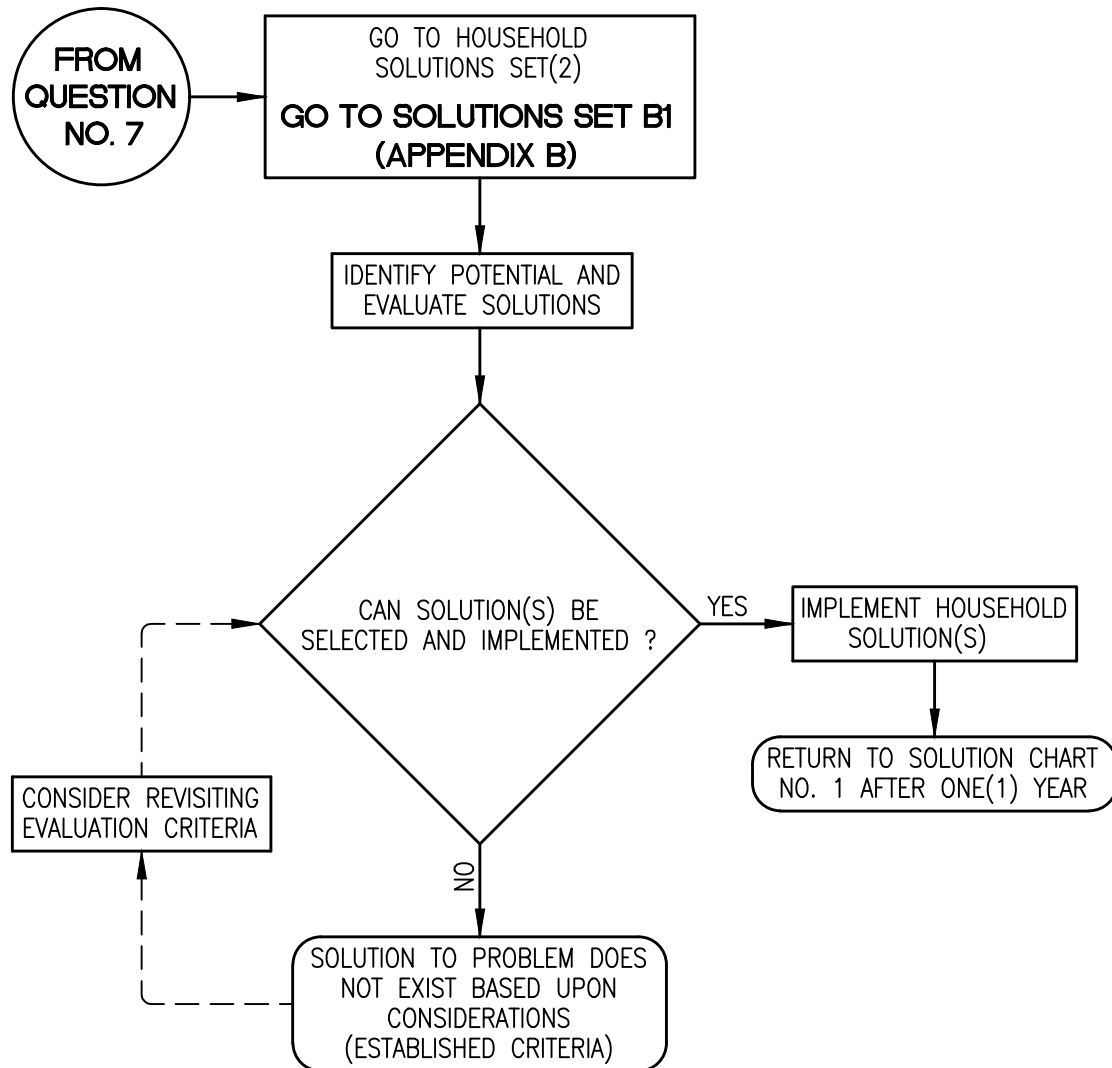 FROM
QUESTION
NO. 7
GO TO HOUSEHOLD
SOLUTIONS SET(2)
GO TO SOLUTIONS SET B1
(APPENDIX B)
IDENTIFY POTENTIAL AND
EVALUATE SOLUTIONS
CAN SOLUTION(S) BE
SELECTED AND IMPLEMENTED ?
YES
IMPLEMENT HOUSEHOLD
SOLUTION(S)
RETURN TO SOLUTION CHART
NO. 1 AFTER ONE(1) YEAR
CONSIDER REVISITING
EVALUATION CRITERIA
NO
SOLUTION TO PROBLEM DOES
NOT EXIST BASED UPON
CONSIDERATIONS
(ESTABLISHED CRITERIA)